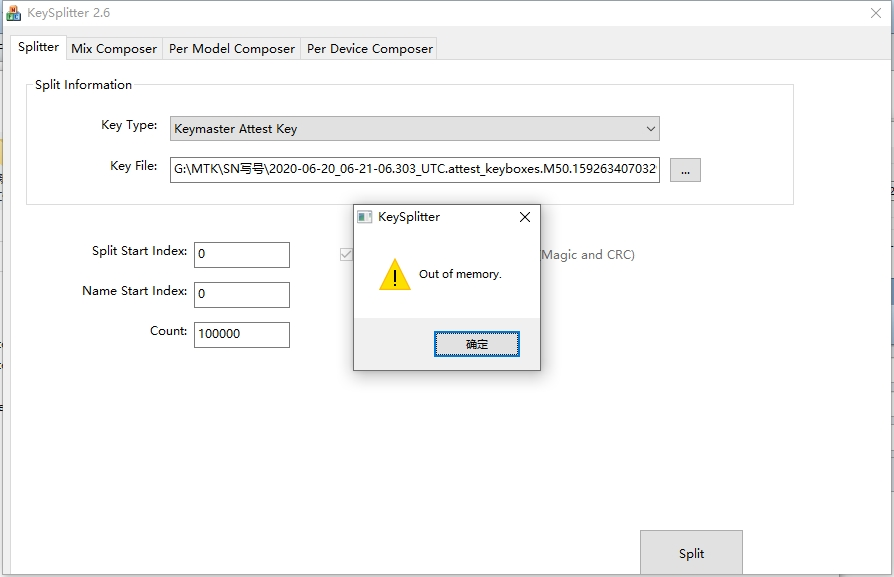 KeySplitter 2.6
Splitter
Mix Composer
Per Model Composer
Per Device Composer
Split Information
Key Type:
Keymaster Attest Key
Key File:
G:\MTK\SN写号\2020-06-20_06-21-06.303_UTC.attest_keyboxes.M50.159263407032
...
KeySplitter
Split Start Index:
0
Magic and CRC)
Out of memory.
Name Start Index:
0
Count:
100000
确定
Split